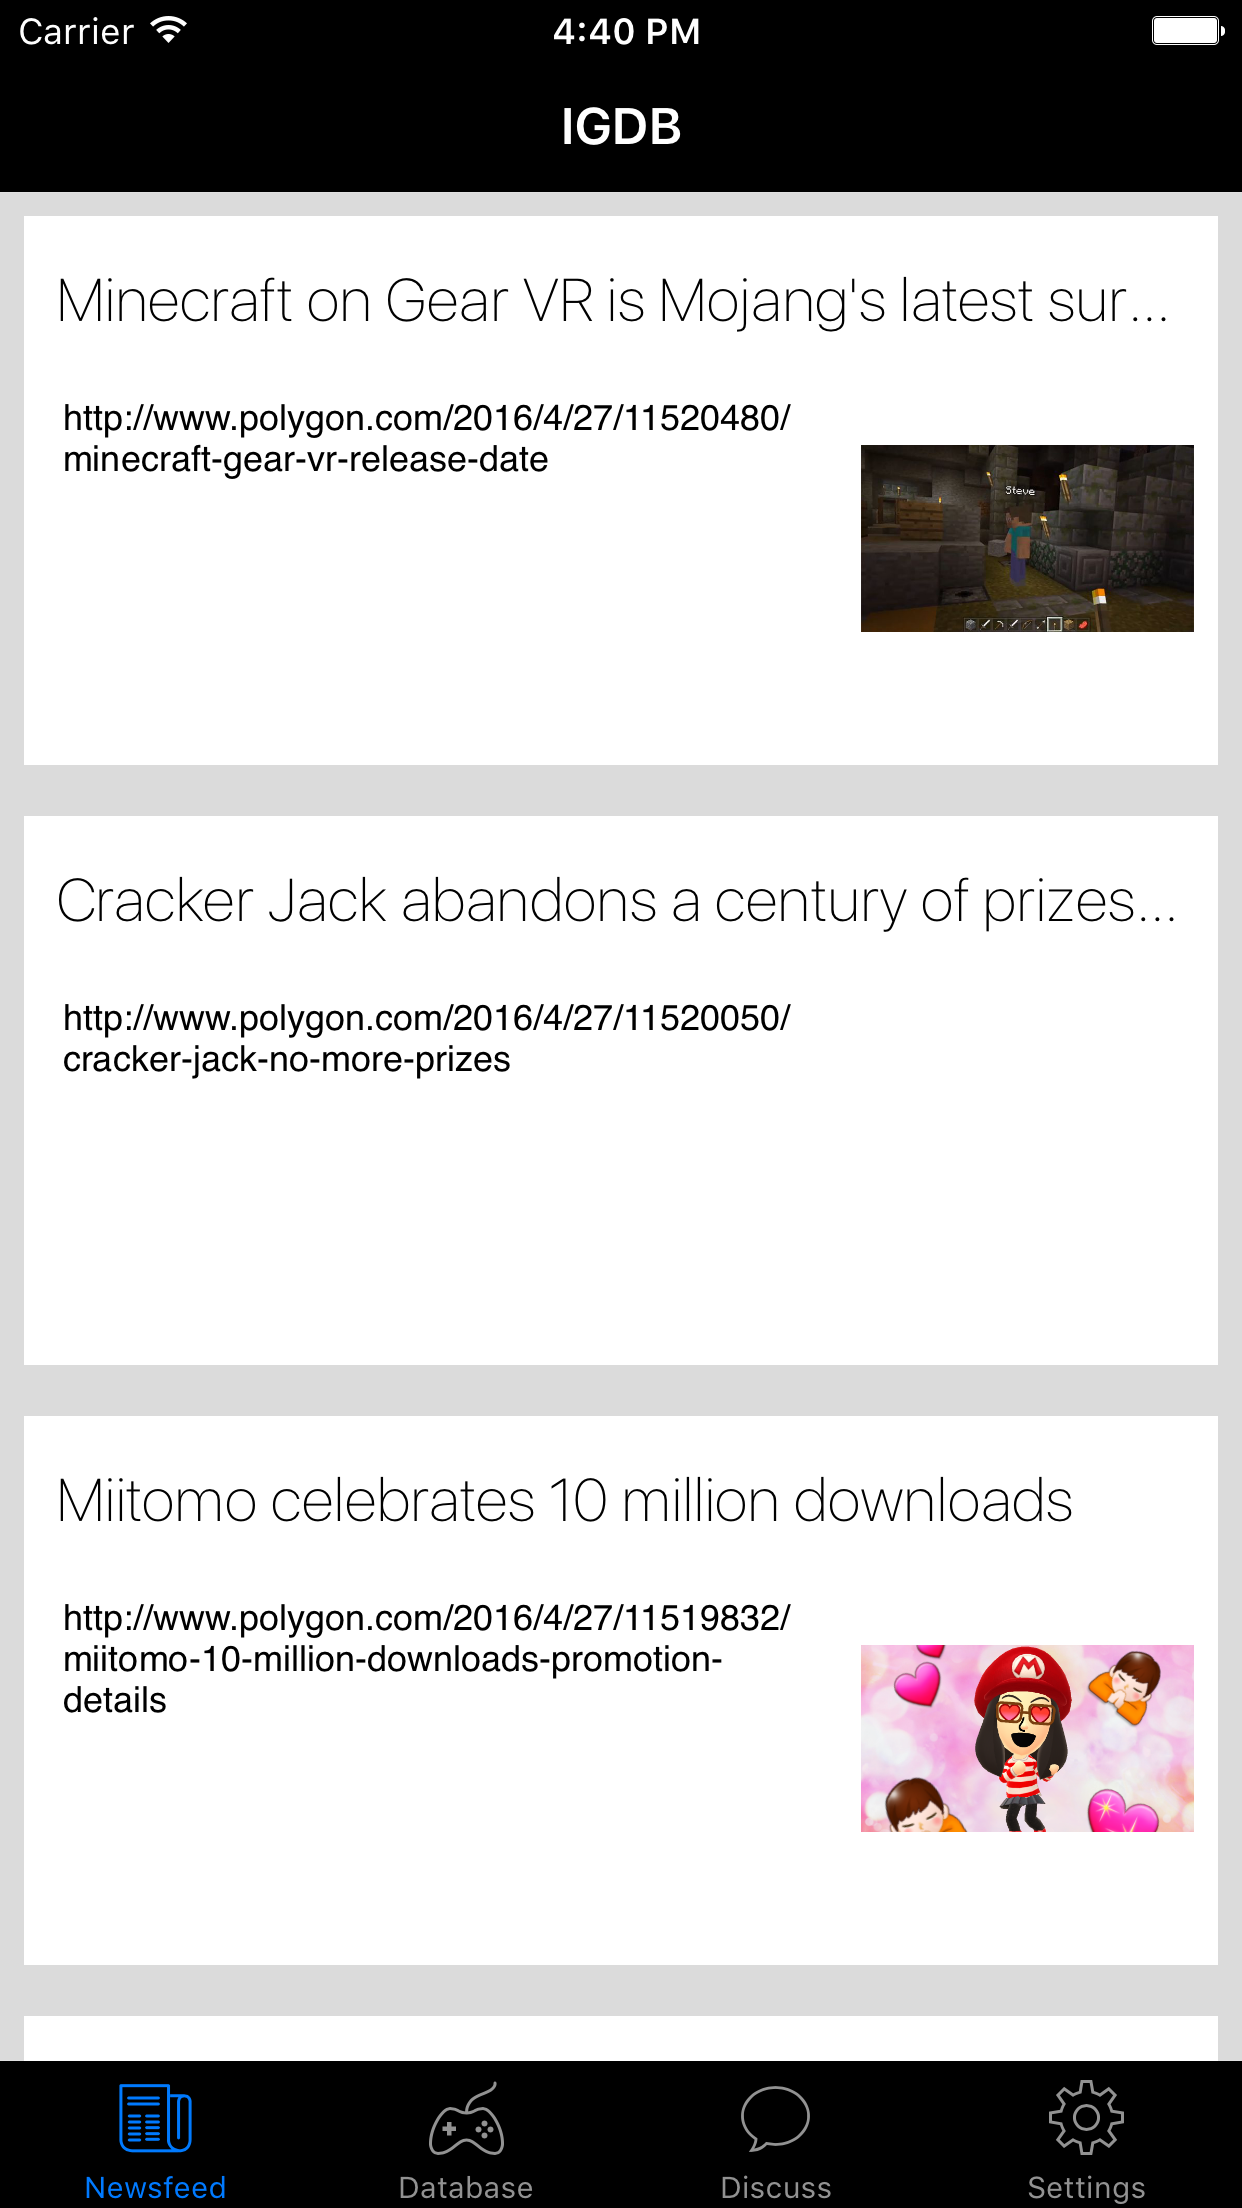 Carrier 4:40 PM
IGDB
Minecraft on Gear VR is Mojang's latest sur...
http://www.polygon.com/2016/4/27/11520480/
minecraft-gear-vr-release-date
Steve
Cracker Jack abandons a century of prizes...
http://www.polygon.com/2016/4/27/11520050/
cracker-jack-no-more-prizes
Miitomo celebrates 10 million downloads
http://www.polygon.com/2016/4/27/11519832/
miitomo-10-million-downloads-promotion-
details
M
Newsfeed Database Discuss Settings